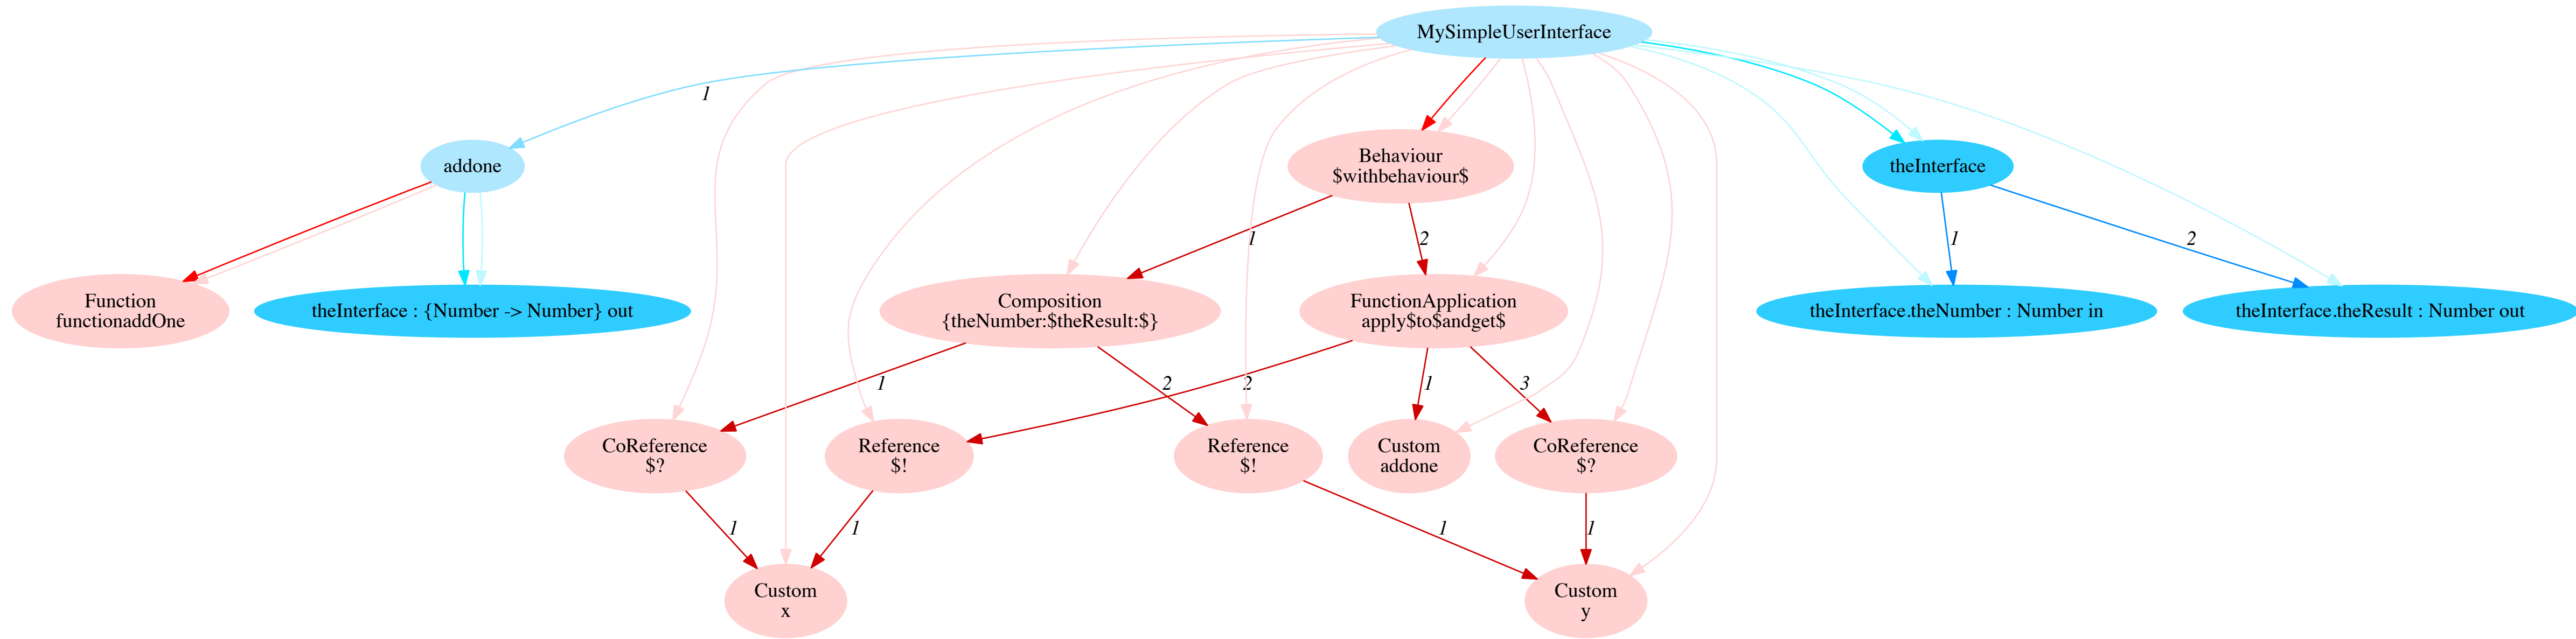 MySimpleUserInterface
1
addone
Behaviour
$withbehaviour$
theInterface
1
2
1
2
Function
functionaddOne
theInterface : {Number -> Number} out
Composition
{theNumber:$theResult:$}
FunctionApplication
apply$to$andget$
theInterface.theNumber : Number in
theInterface.theResult : Number out
1
2
2
1
3
CoReference
$?
Reference
$!
Reference
$!
Custom
addone
CoReference
$?
1
1
1
1
Custom
x
Custom
y